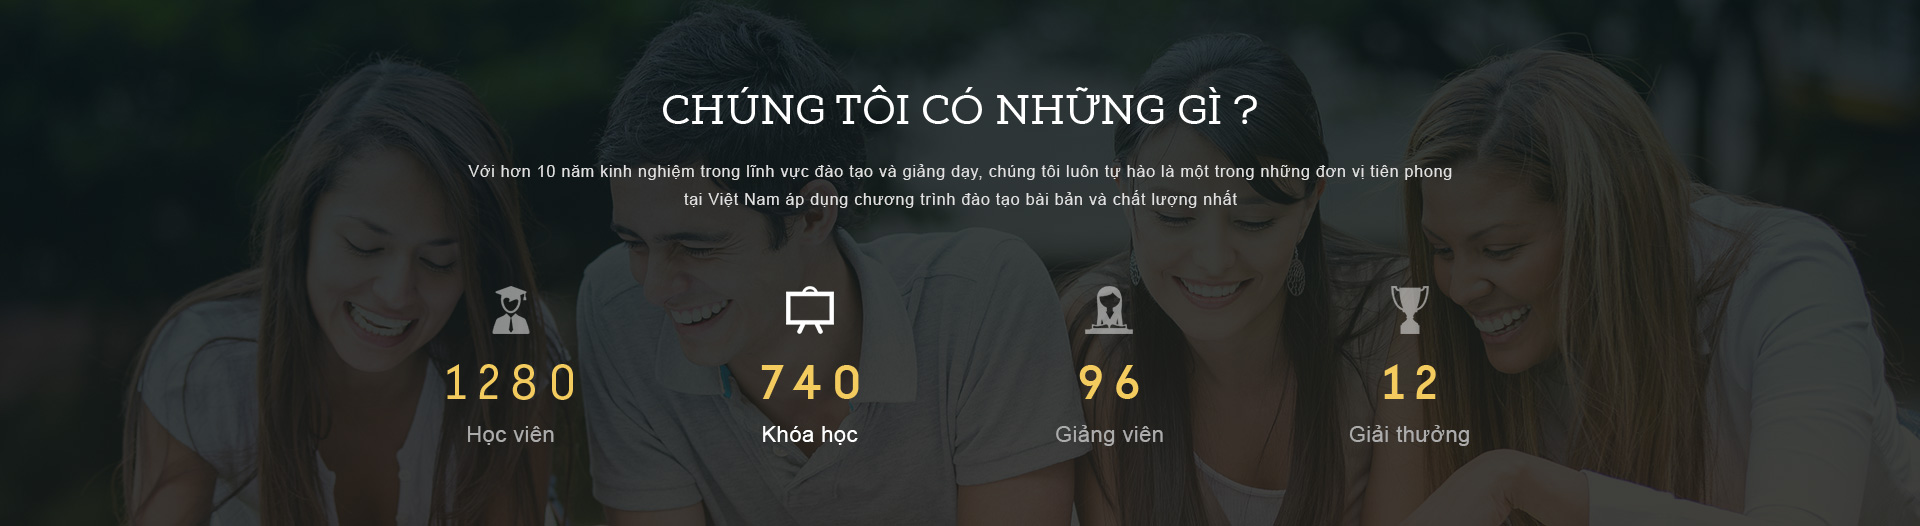 CHÚNG TÔI CÓ NHỮNG GÌ ?
Với hơn 10 năm kinh nghiệm trong lĩnh vực đào tạo và giảng dạy, chúng tôi luôn tự hào là một trong những đơn vị tiên phong
tại Việt Nam áp dụng chương trình đào tạo bài bản và chất lượng nhất
1280
Học viên
740
Khóa học
96
Giảng viên
12
Giải thưởng